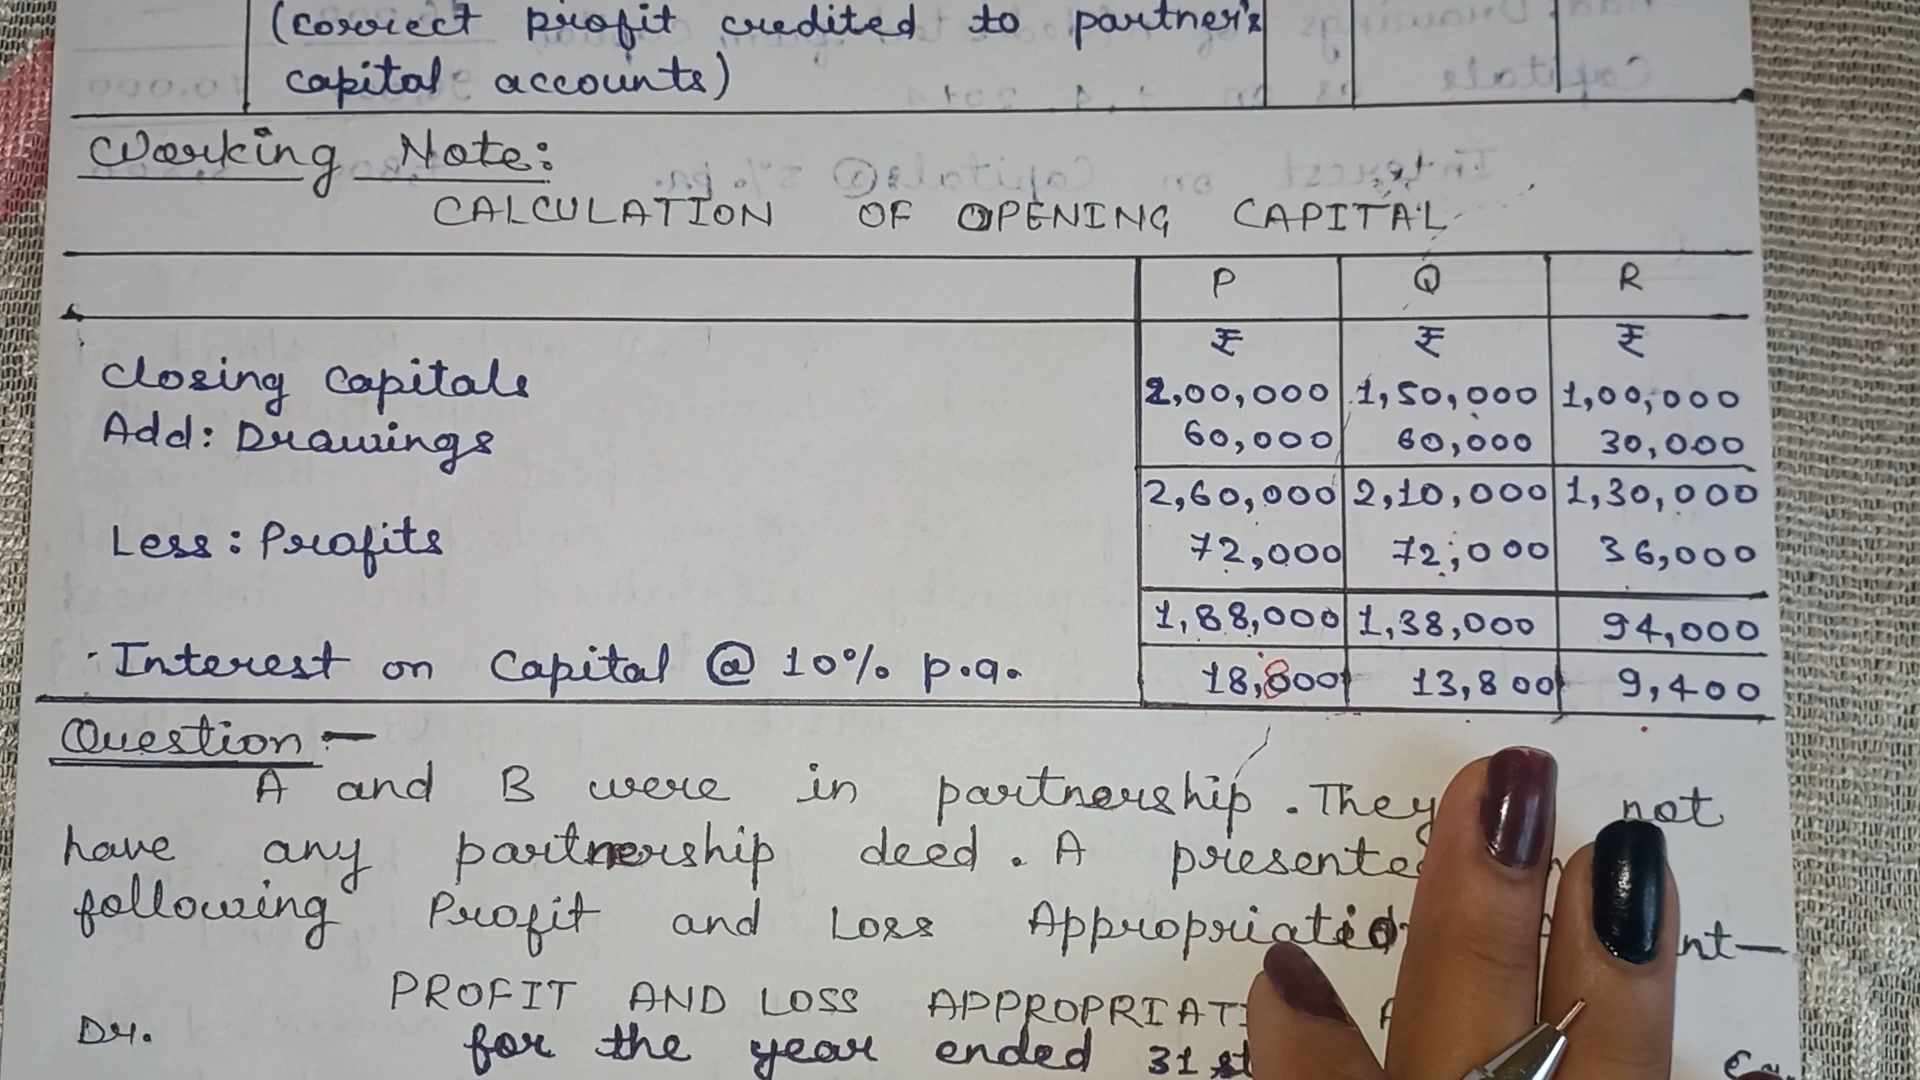 (correct profit credited to partner's
capital accounts)
Working Note:
CALCULATION OF OPENING CAPITAL
P Q R
₹ ₹ ₹
Closing Capitals 2,00,000 1,50,000 1,00,000
Add: Drawings 60,000 60,000 30,000
2,60,000 2,10,000 1,30,000
Less: Profits 72,000 72,000 36,000
1,88,000 1,38,000 94,000
Interest on Capital @ 10% p.a. 18,800 13,800 9,400
Question:-
A and B were in partnership. They not
have any partnership deed. A
following Profit and Loss
PROFIT AND LOSS
Dr. for the year ended 31st